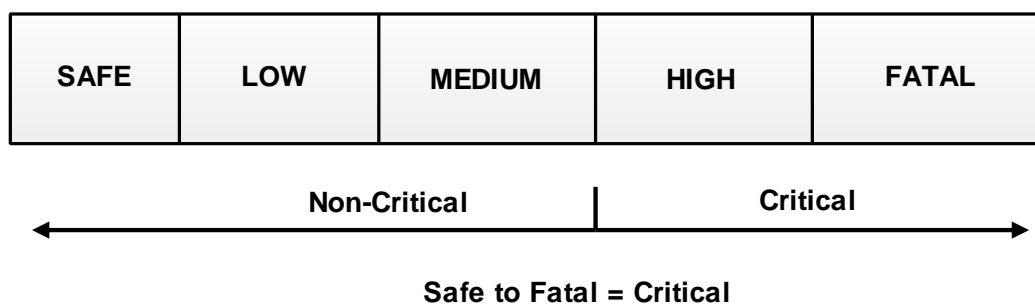 SAFE LOW MEDIUM HIGH FATAL
Non-Critical Critical
Safe to Fatal = Critical